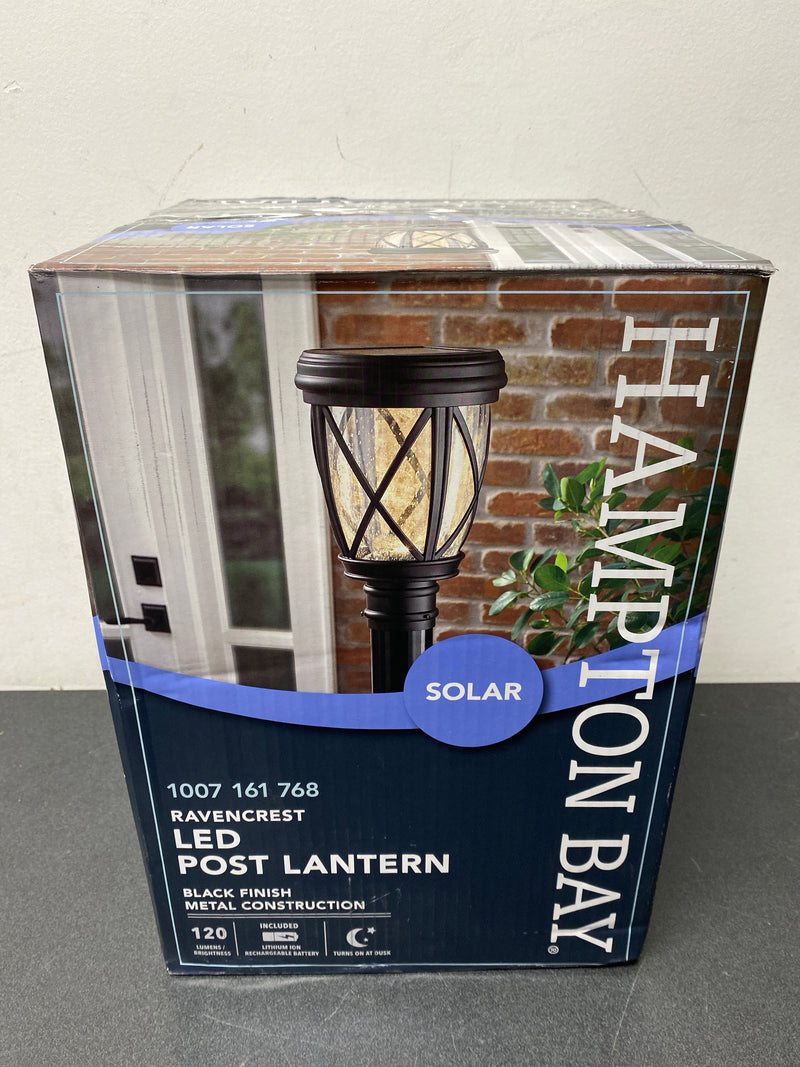 SOLAR
HAMPTON BAY®
SOLAR
1007 161 768
RAVENCREST
LED
POST LANTERN
BLACK FINISH
METAL CONSTRUCTION
120
LUMENS /
BRIGHTNESS
INCLUDED
LITHIUM ION
RECHARGEABLE BATTERY
TURNS ON AT DUSK